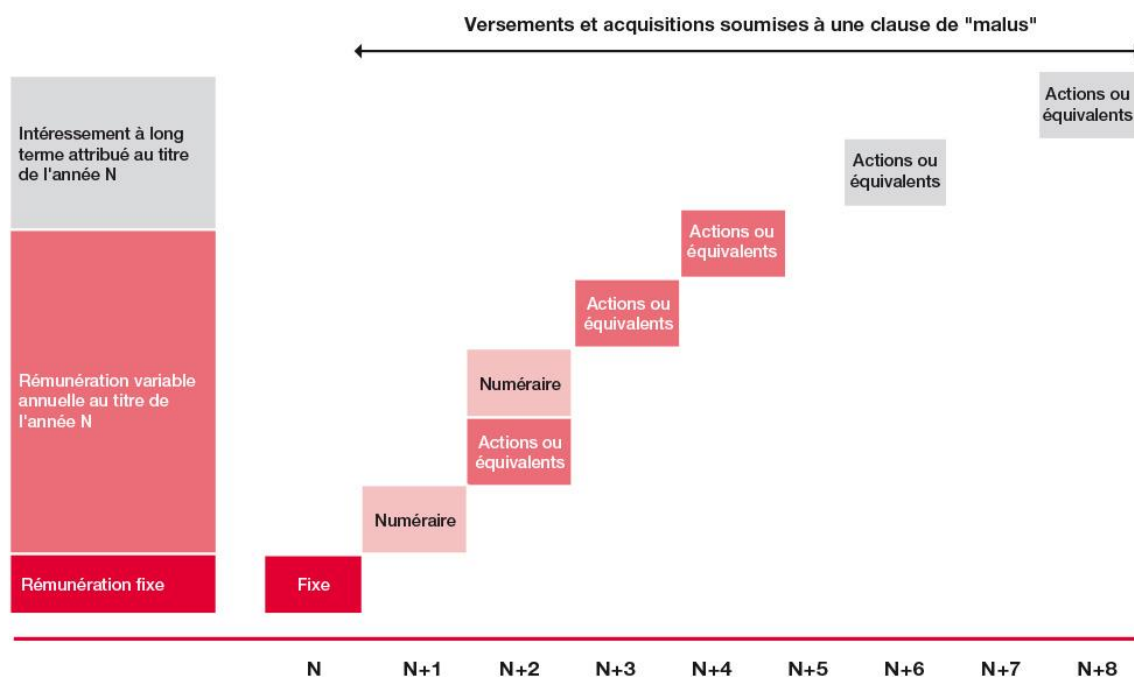 Versements et acquisitions soumises à une clause de "malus"
Intéressement à long
terme attribué au titre
de l'année N
Actions ou
équivalents
Actions ou
équivalents
Rémunération variable
annuelle au titre de
l'année N
Actions ou
équivalents
Actions ou
équivalents
Numéraire
Actions ou
équivalents
Numéraire
Rémunération fixe
Fixe
N N+1 N+2 N+3 N+4 N+5 N+6 N+7 N+8